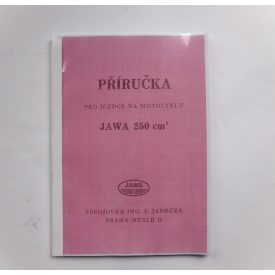 PŘÍRUČKA
PRO JEZDCE NA MOTOCYKLU
JAWA 250 cm³
JAWA
ZBROJOVKA ING. F. JANEČEK
PRAHA-NUSLE II